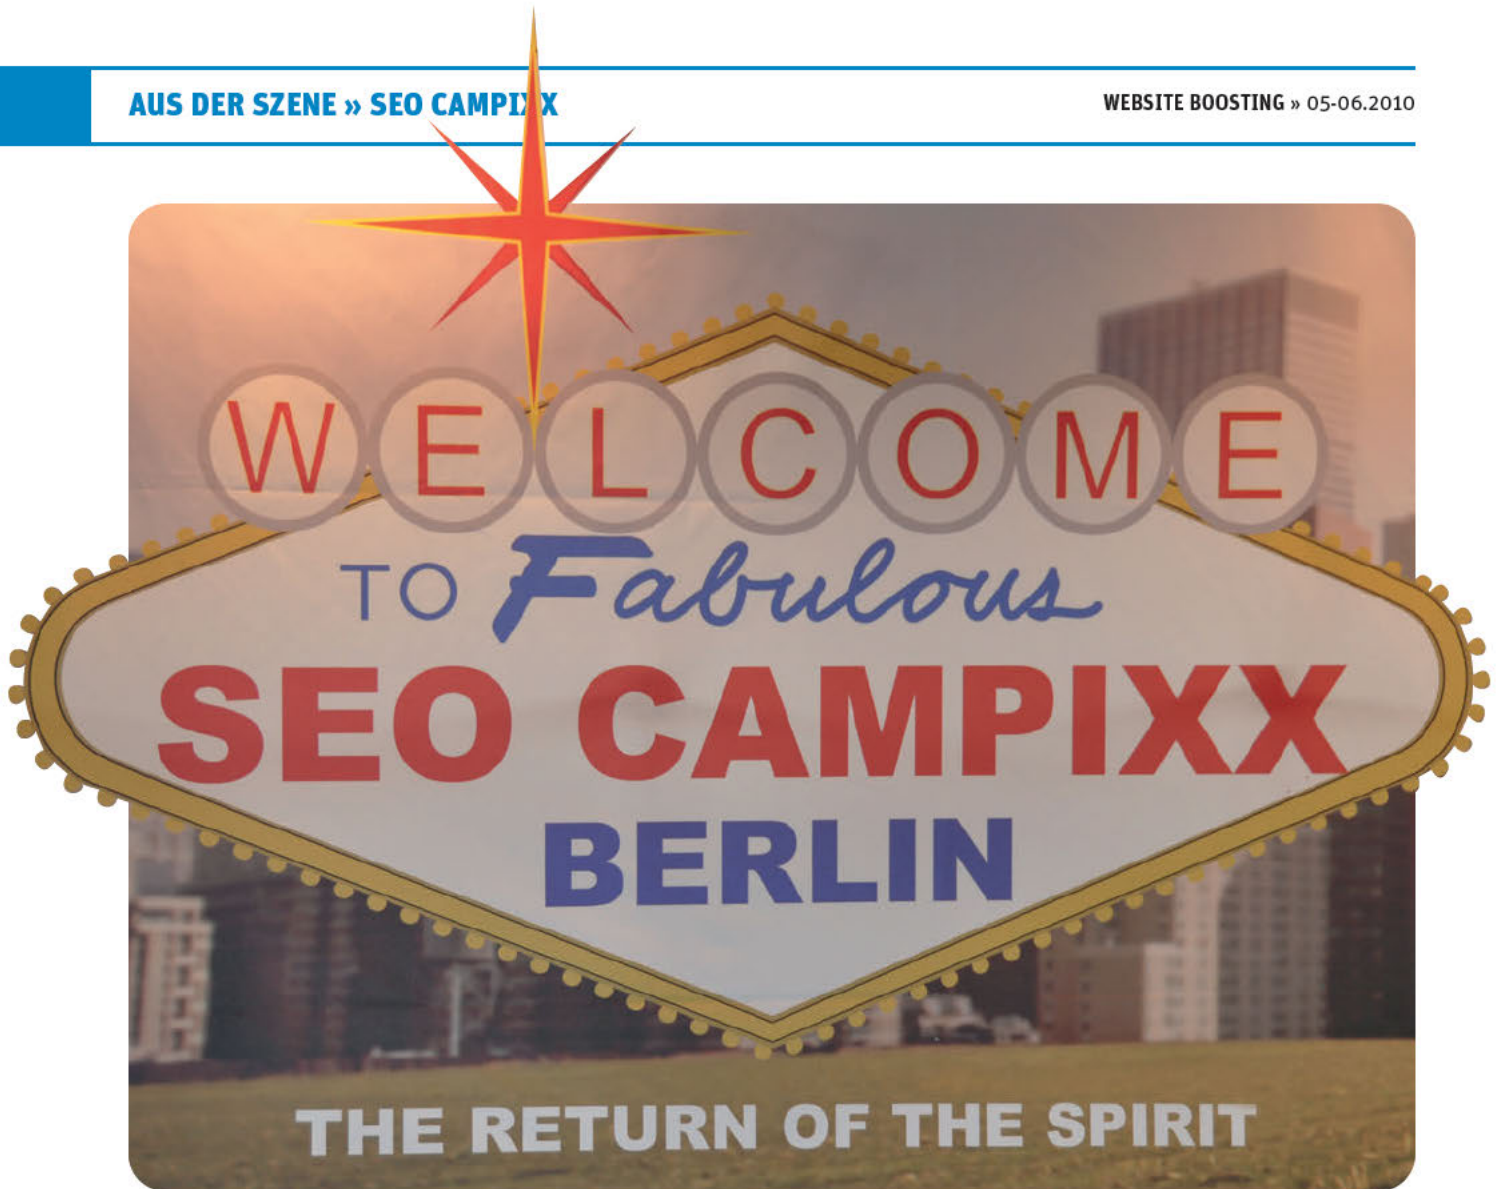 AUS DER SZENE » SEO CAMPIXX
WEBSITE BOOSTING » 05-06.2010
WELCOME
TO Fabulous
SEO CAMPIXX
BERLIN
THE RETURN OF THE SPIRIT